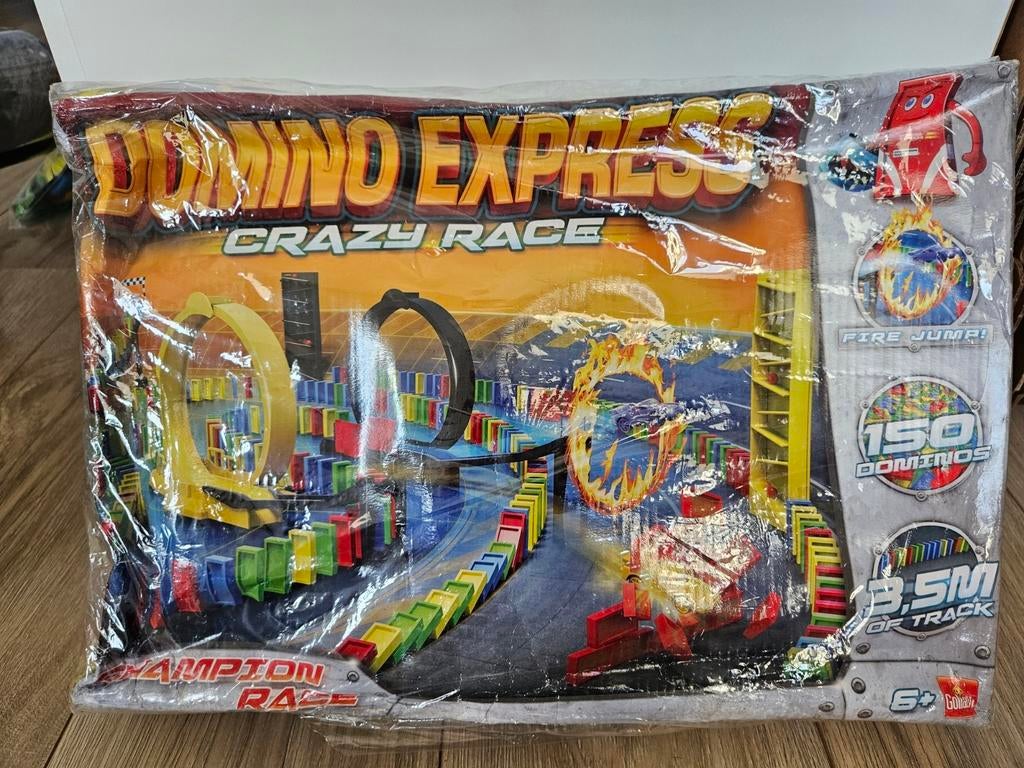 DOMINO EXPRESS
CRAZY RACE
FIRE JUMP!
150
DOMINOS
3,5M
OF TRACK
CHAMPION
RACE
6+
Goliath